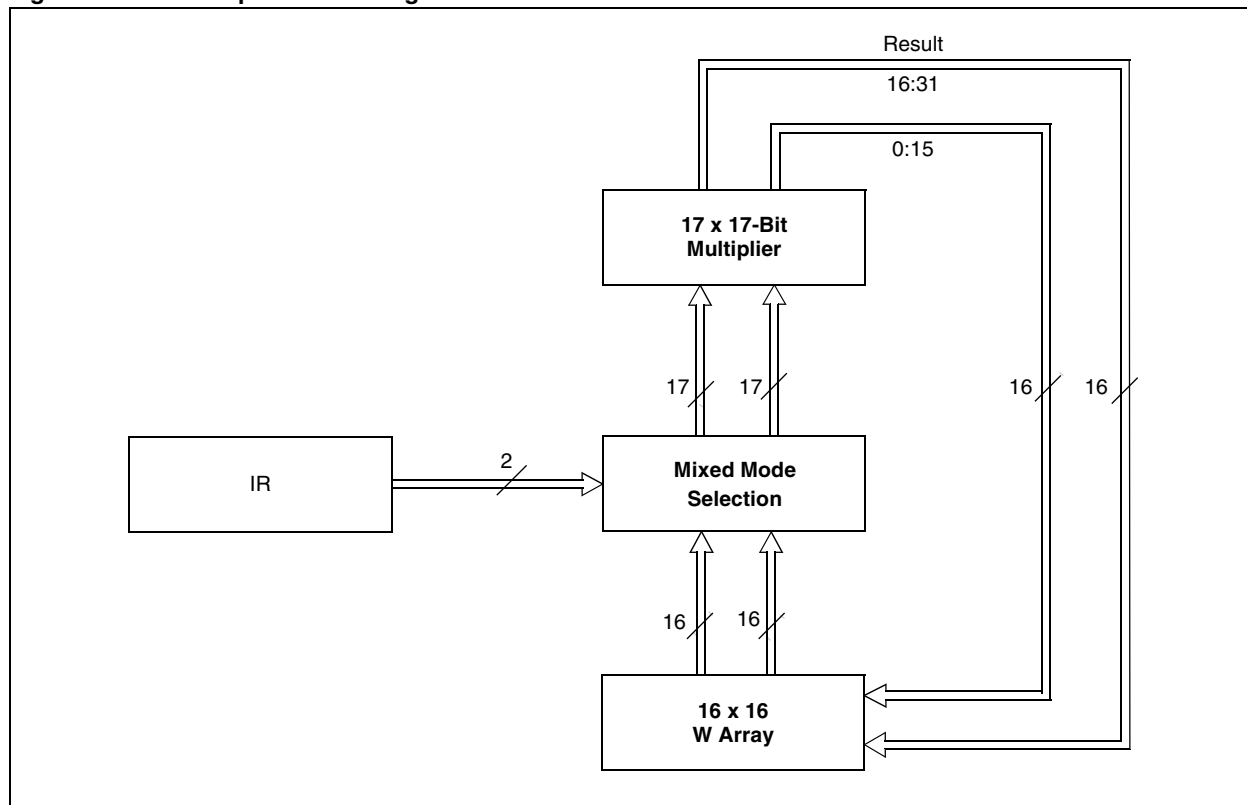 Result
16:31
0:15
17 x 17-Bit
Multiplier
17
17
16
16
IR
2
Mixed Mode
Selection
16
16
16 x 16
W Array